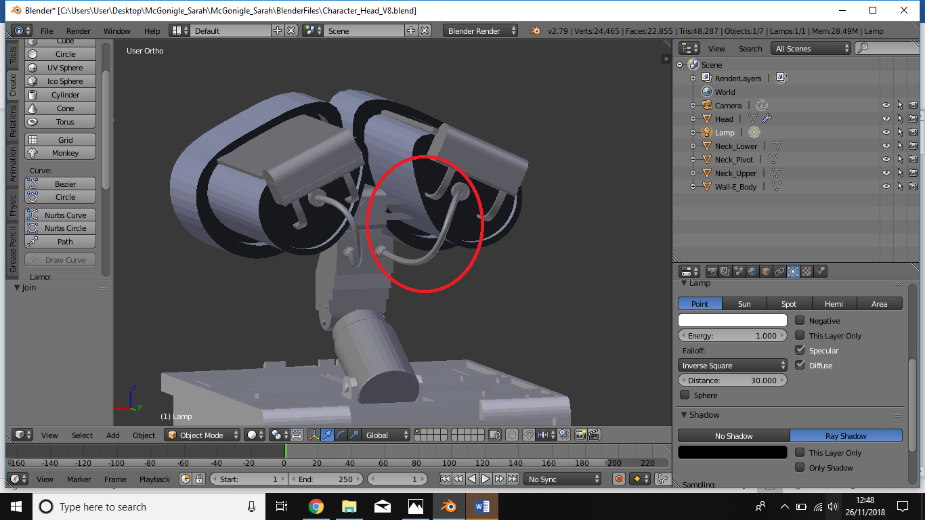 Blender* [C:\Users\User\Desktop\McGonigle_Sarah\McGonigle_Sarah\BlenderFiles\Character_Head_V8.blend]
File Render Window Help Default Scene Blender Render v2.79 | Verts:24,465 | Faces:22,855 | Tris:48,287 | Objects:1/7 | Lamps:1/1 | Mem:28.49M | Lamp
User Ortho
View Search All Scenes
Tools
Create
Relations
Animation
Physic
Grease Pencil
Cube
Circle
UV Sphere
Ico Sphere
Cylinder
Cone
Torus
Grid
Monkey
Curve:
Bezier
Circle
Nurbs Curve
Nurbs Circle
Path
Draw Curve
Lamp:
Join
Scene
RenderLayers
World
Camera
Head
Lamp
Neck_Lower
Neck_Pivot
Neck_Upper
Wall-E_Body
Lamp
Point Sun Spot Hemi Area
Negative
Energy: 1.000 This Layer Only
Falloff: Specular
Inverse Square Diffuse
Distance: 30.000
Sphere
Shadow
No Shadow Ray Shadow
This Layer Only
Only Shadow
Sampling:
z
y
(1) Lamp
View Select Add Object Object Mode Global
-160 -140 -120 -100 -80 -60 -40 -20 0 20 40 60 80 100 120 140 160 180 200 220
View Marker Frame Playback Start: 1 End: 250 1 No Sync
Type here to search
12:48
26/11/2018